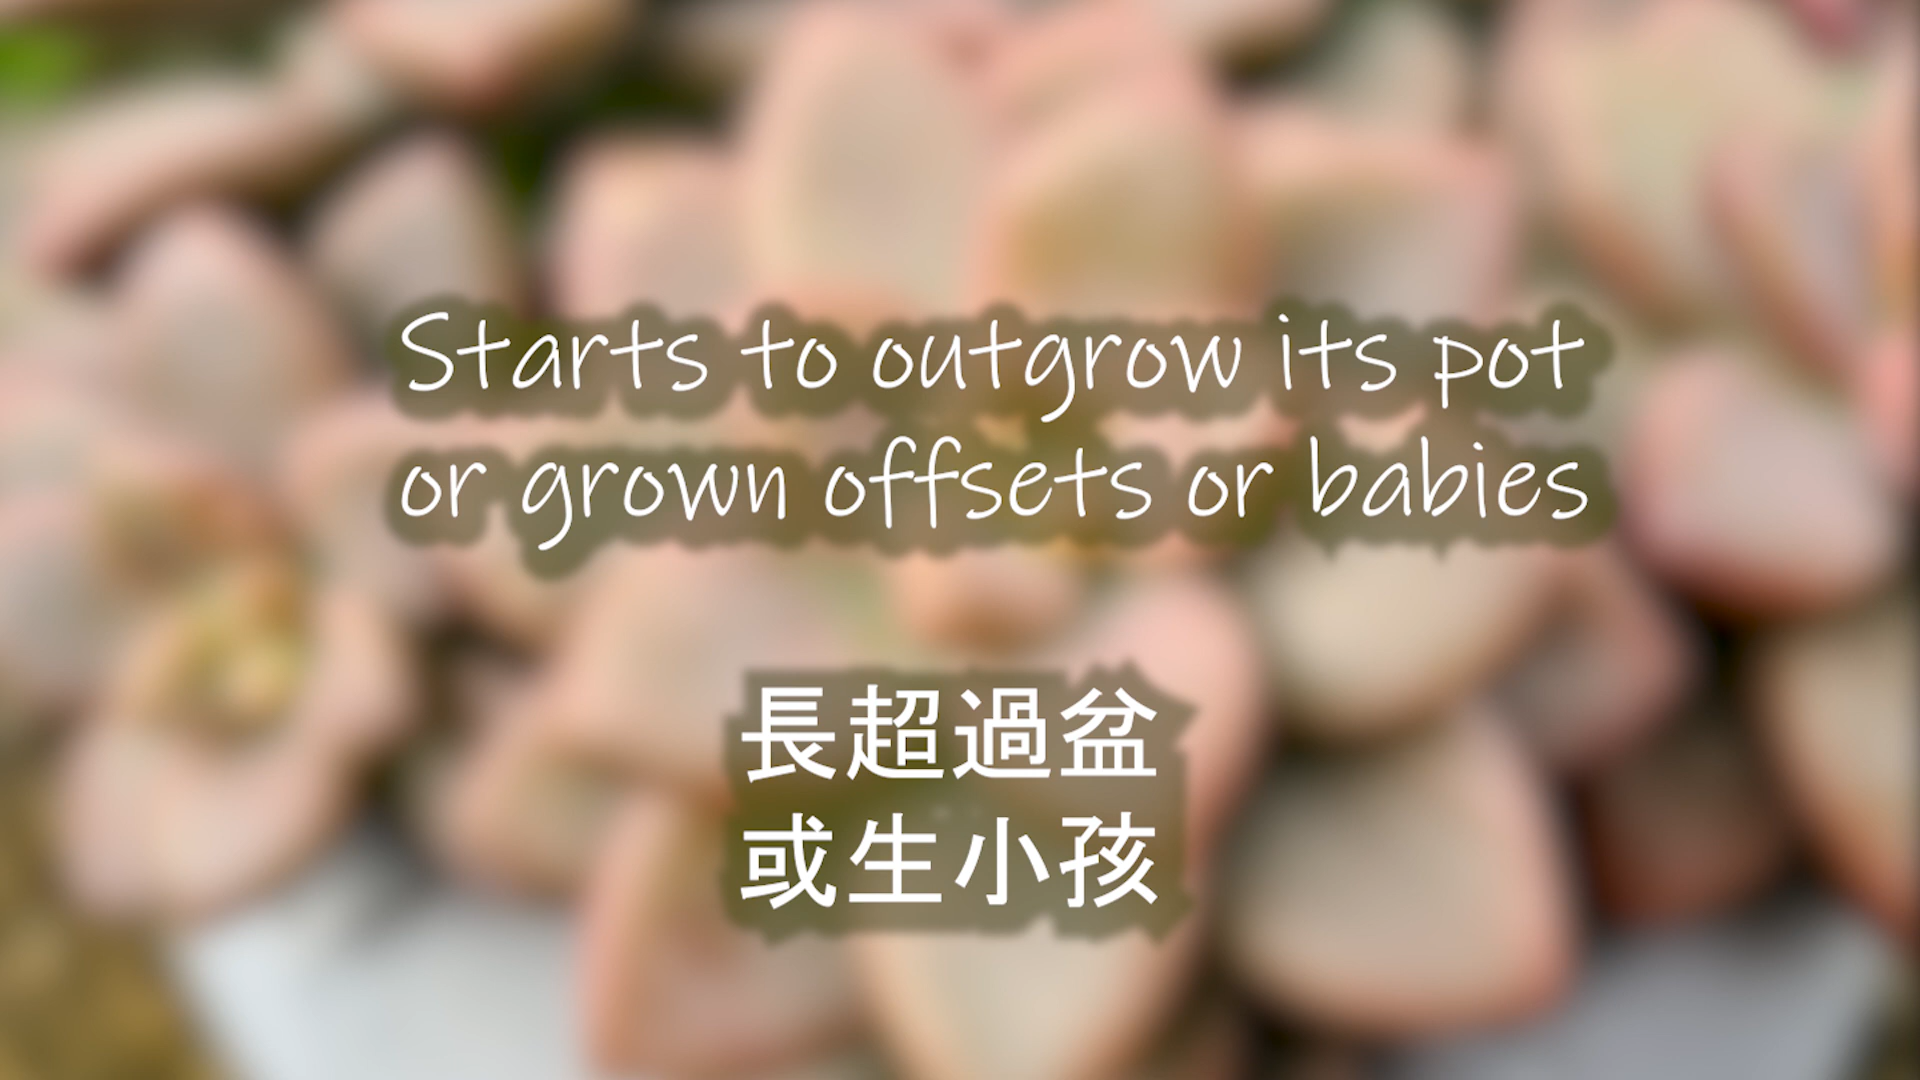 Starts to outgrow its pot
or grown offsets or babies
長超過盆
或生小孩